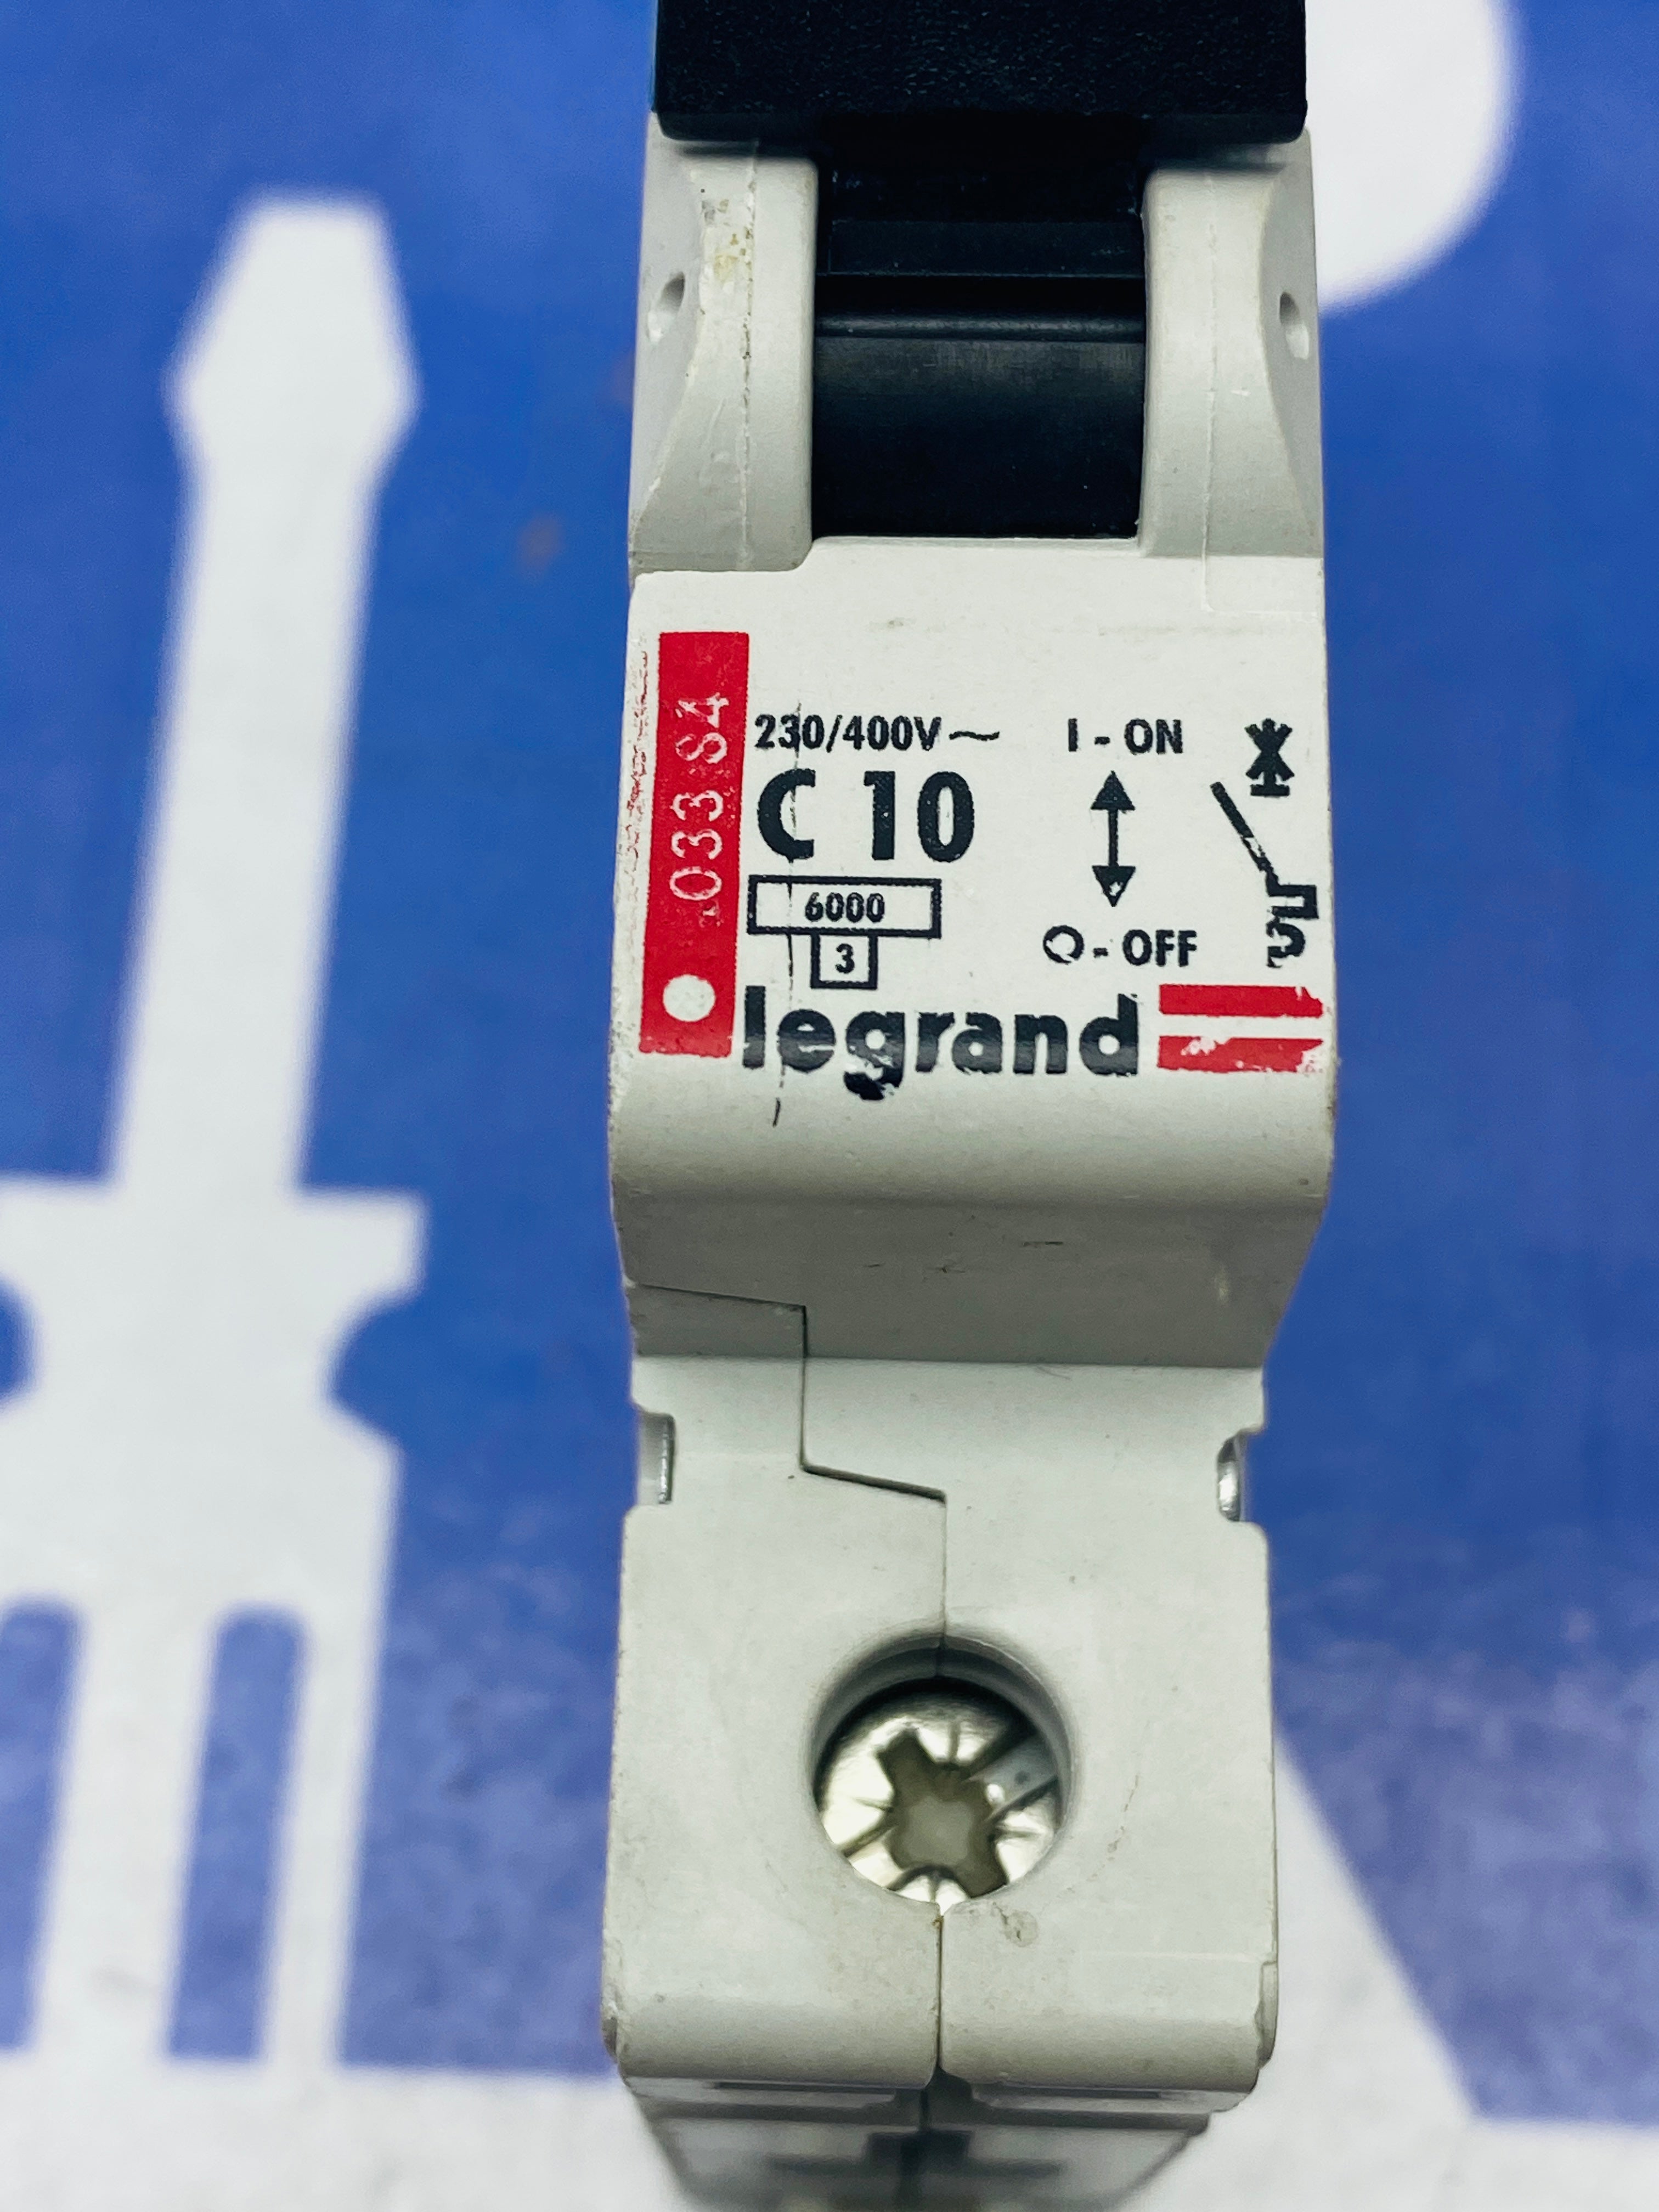 033 84
230/400V~
C 10
6000
3
I - ON
O - OFF
legrand